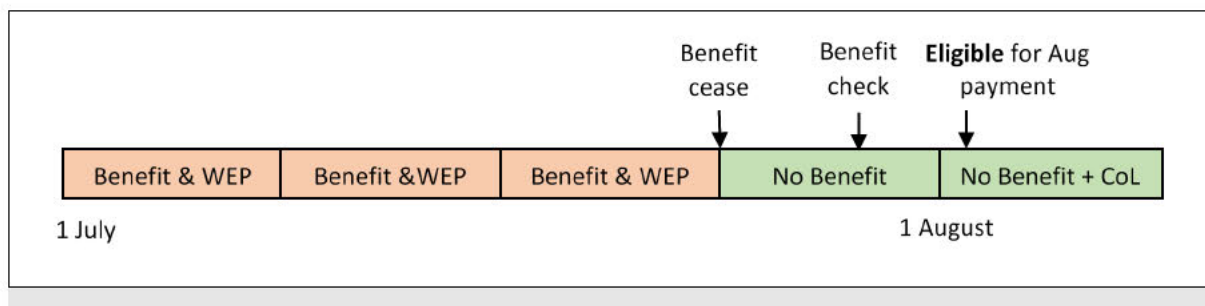 Benefit
cease
Benefit
check
Eligible for Aug
payment
Benefit & WEP
Benefit &WEP
Benefit & WEP
No Benefit
No Benefit + CoL
1 July
1 August